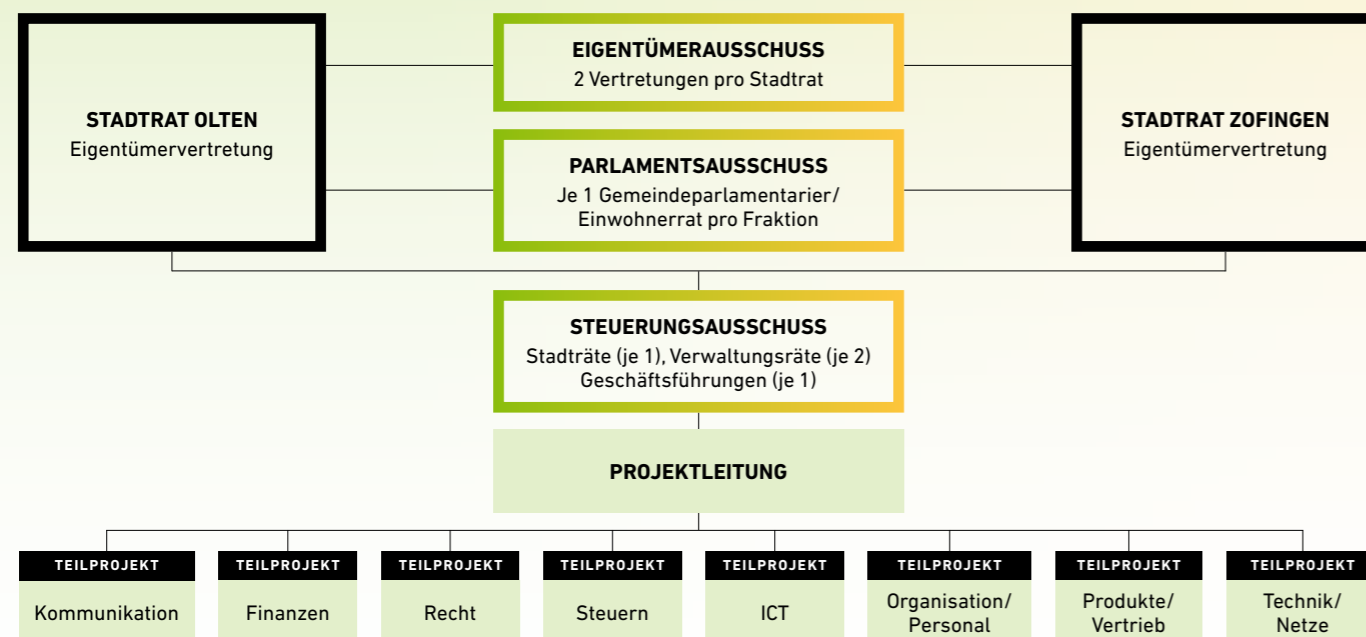 STADTRAT OLTEN
Eigentümervertretung
EIGENTÜMERAUSSCHUSS
2 Vertretungen pro Stadtrat
PARLAMENTSAUSSCHUSS
Je 1 Gemeindeparlamentarier/
Einwohnerrat pro Fraktion
STADTRAT ZOFINGEN
Eigentümervertretung
STEUERUNGSAUSSCHUSS
Stadträte (je 1), Verwaltungsräte (je 2)
Geschäftsführungen (je 1)
PROJEKTLEITUNG
TEILPROJEKT
Kommunikation
TEILPROJEKT
Finanzen
TEILPROJEKT
Recht
TEILPROJEKT
Steuern
TEILPROJEKT
ICT
TEILPROJEKT
Organisation/
Personal
TEILPROJEKT
Produkte/
Vertrieb
TEILPROJEKT
Technik/
Netze